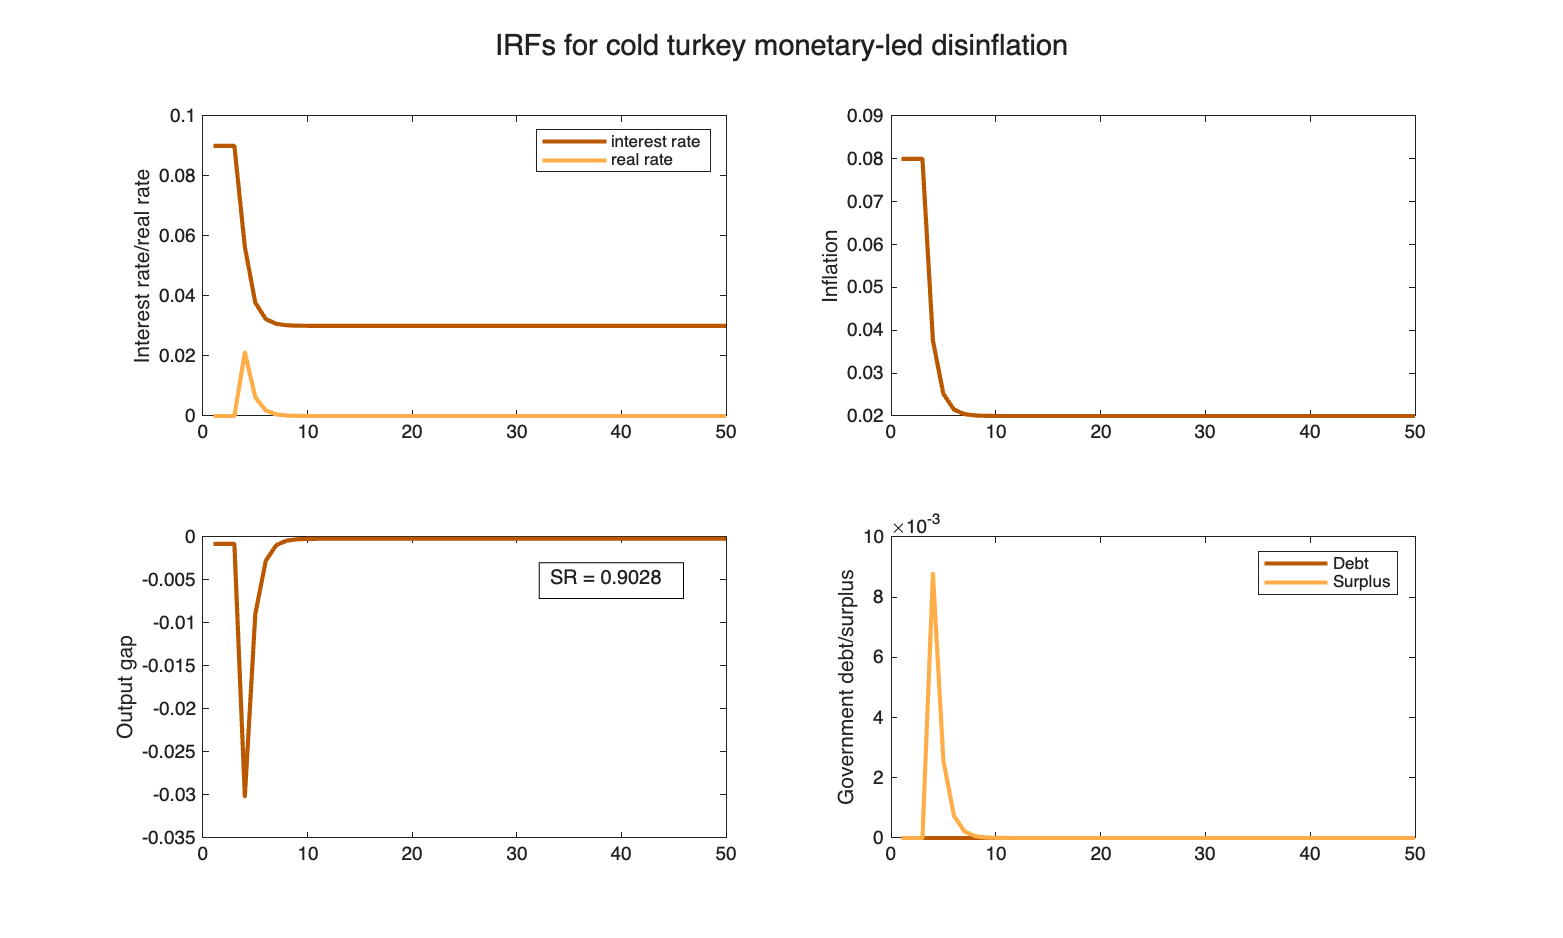 IRFs for cold turkey monetary-led disinflation
Interest rate/real rate
0.1
0.08
0.06
0.04
0.02
0
0 10 20 30 40 50
interest rate
real rate
Inflation
0.09
0.08
0.07
0.06
0.05
0.04
0.03
0.02
0 10 20 30 40 50
Output gap
0
-0.005
-0.01
-0.015
-0.02
-0.025
-0.03
-0.035
0 10 20 30 40 50
SR = 0.9028
Government debt/surplus
×10-3
10
8
6
4
2
0
0 10 20 30 40 50
Debt
Surplus